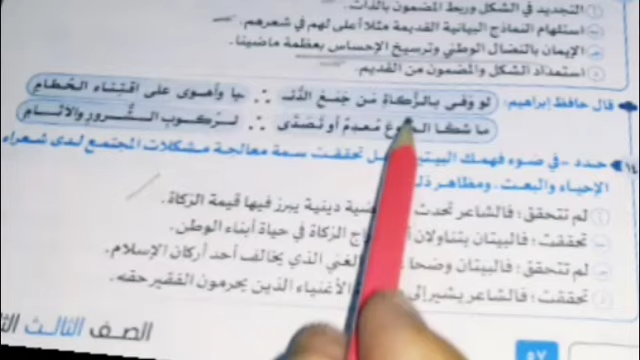 أ التجديد في الشكل وربط المضمون بالذات.
استلهام النماذج البيانية القديمة مثلا أعلى لهم في شعرهم.
الإيمان بالنضال الوطني وترسيخ الإحساس بعظمة ماضينا.
استمداد الشكل والمضمون من القديم.
قال حافظ إبراهيم: لو وفى بالزكاة من جمع الدنـ ∴ ـيا وأهوى على اقتناء الحطام
ما شكا الجوع معدم أو تصدى ∴ لركوب الشرور والآثام
١٤ حدد - في ضوء فهمك البيتين تحققت سمة معالجة مشكلات المجتمع لدى شعراء
الإحياء والبعث. ومظاهر
أ لم تتحقق؛ فالشاعر تحدث دينية يبرز فيها قيمة الزكاة.
تحققت؛ فالبيتان يتناولان الزكاة في حياة أبناء الوطن.
لم تتحقق؛ فالبيتان وضحا الغني الذي يخالف أحد أركان الإسلام.
تحققت؛ فالشاعر يشير إلى الأغنياء الذين يحرمون الفقير حقه.
٥٧ الصف الثالث